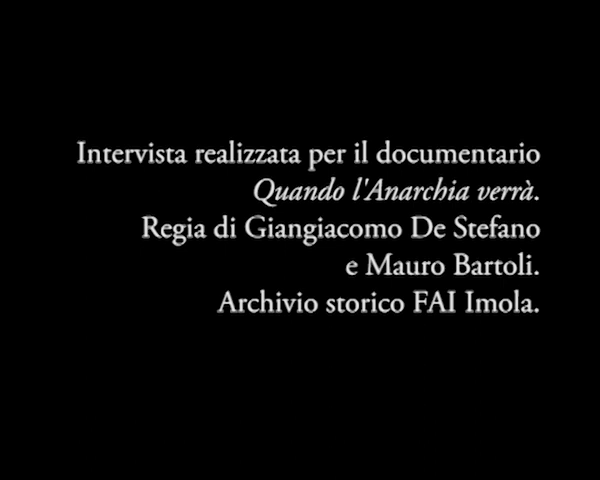 Intervista realizzata per il documentario
Quando l'Anarchia verrà.
Regia di Giangiacomo De Stefano
e Mauro Bartoli.
Archivio storico FAI Imola.